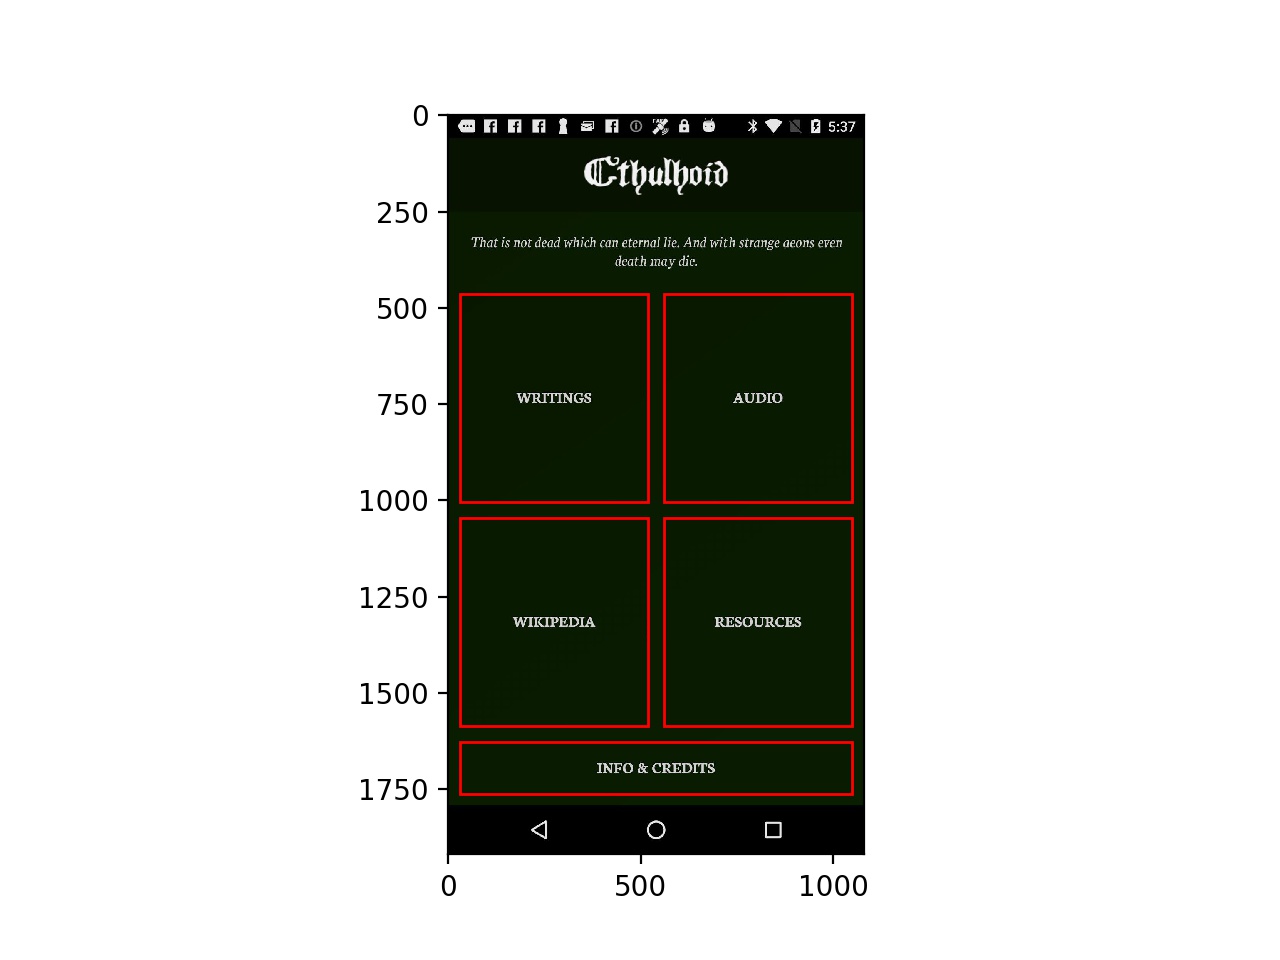 0
250
500
750
1000
1250
1500
1750
0
500
1000
5:37
Cthulhoid
That is not dead which can eternal lie. And with strange aeons even
death may die.
WRITINGS
AUDIO
WIKIPEDIA
RESOURCES
INFO & CREDITS